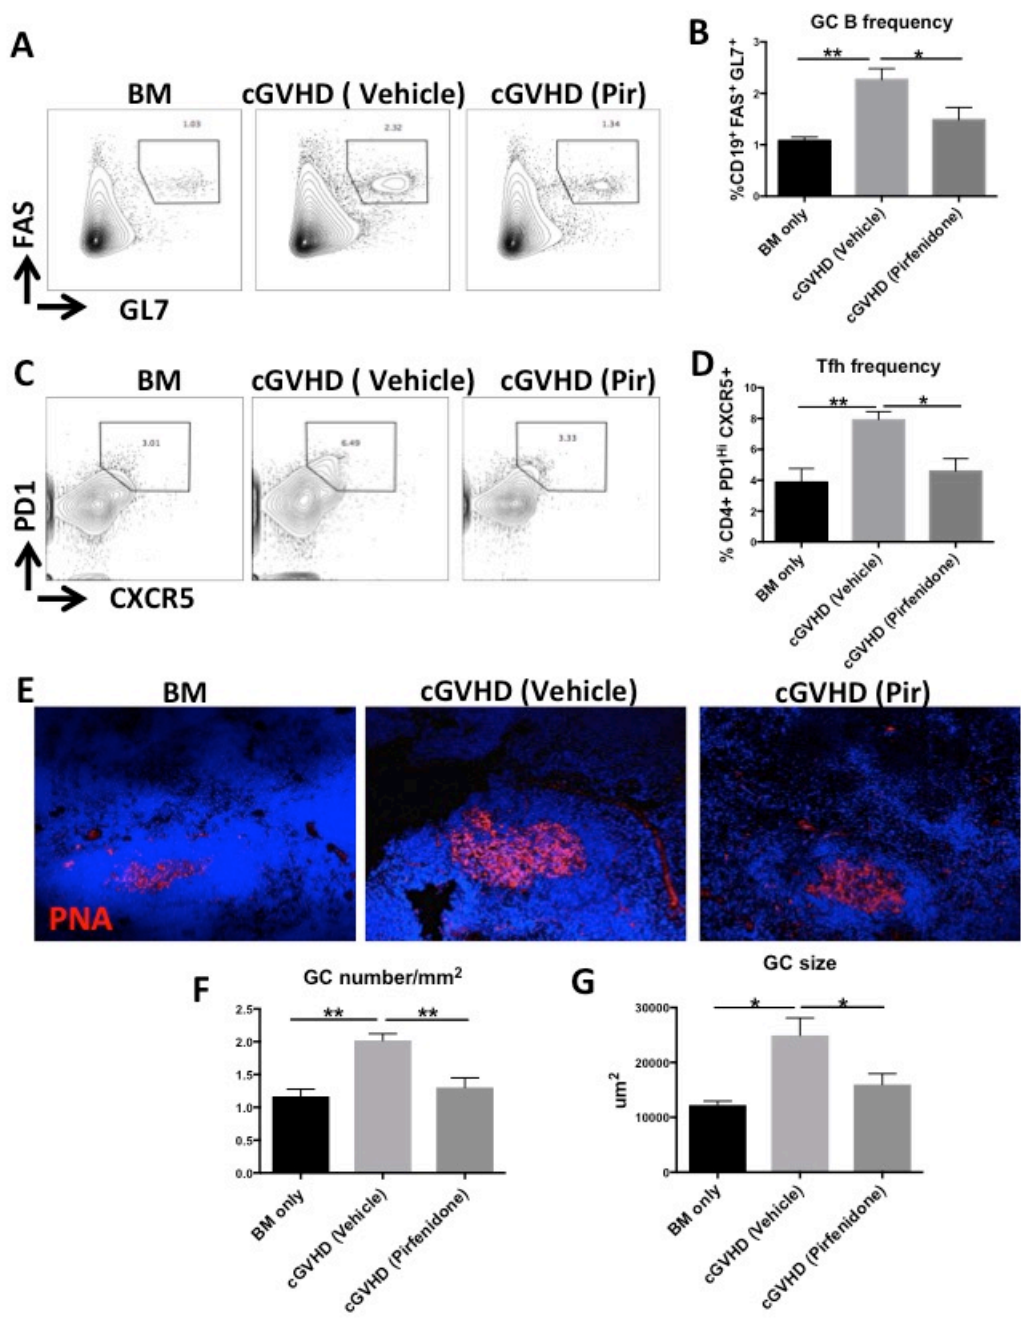 A
BM
cGVHD ( Vehicle)
cGVHD (Pir)
1.03
2.32
1.34
FAS
GL7
B
GC B frequency
%CD19+ FAS+ GL7+
3
2
1
0
**
*
BM only
cGVHD (Vehicle)
cGVHD (Pirfenidone)
C
BM
cGVHD ( Vehicle)
cGVHD (Pir)
3.01
6.49
3.33
PD1
CXCR5
D
Tfh frequency
% CD4+ PD1Hi CXCR5+
10
8
6
4
2
0
**
*
BM only
cGVHD (Vehicle)
cGVHD (Pirfenidone)
E
BM
cGVHD (Vehicle)
cGVHD (Pir)
PNA
F
GC number/mm2
2.5
2.0
1.5
1.0
0.5
0.0
**
**
BM only
cGVHD (Vehicle)
cGVHD (Pirfenidone)
G
GC size
um2
30000
20000
10000
0
*
*
BM only
cGVHD (Vehicle)
cGVHD (Pirfenidone)